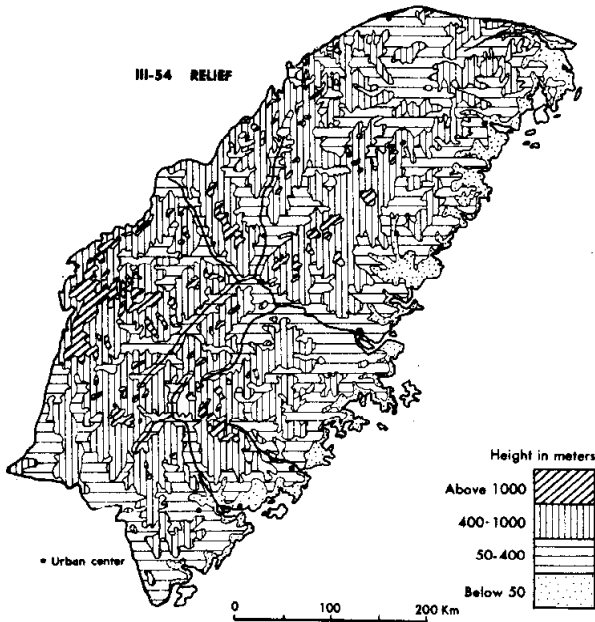 III-54 RELIEF
Height in meters
Above 1000
400-1000
50-400
Below 50
* Urban center
0 100 200 Km